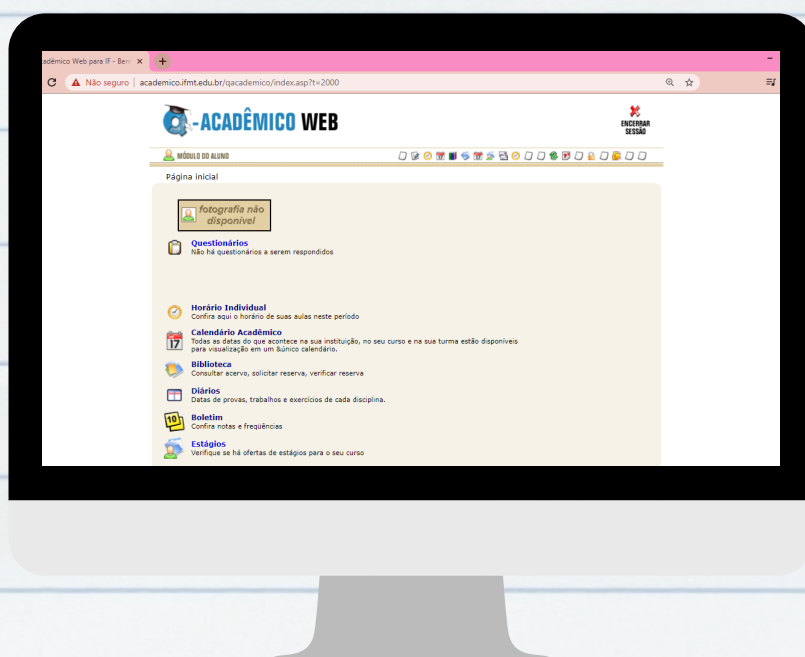 cadêmico Web para IF - Bem
Não seguro | academico.ifmt.edu.br/qacademico/index.asp?t=2000
Q-ACADÊMICO WEB
ENCERRAR
SESSÃO
MÓDULO DO ALUNO
Página inicial
fotografia não
disponível
Questionários
Não há questionários a serem respondidos
Horário Individual
Confira aqui o horário de suas aulas neste período
Calendário Acadêmico
17
Todas as datas do que acontece na sua instituição, no seu curso e na sua turma estão disponíveis
para visualização em um &único calendário.
Biblioteca
Consultar acervo, solicitar reserva, verificar reserva
Diários
Datas de provas, trabalhos e exercícios de cada disciplina.
10
Boletim
Confira notas e freqüências
Estágios
Verifique se há ofertas de estágios para o seu curso